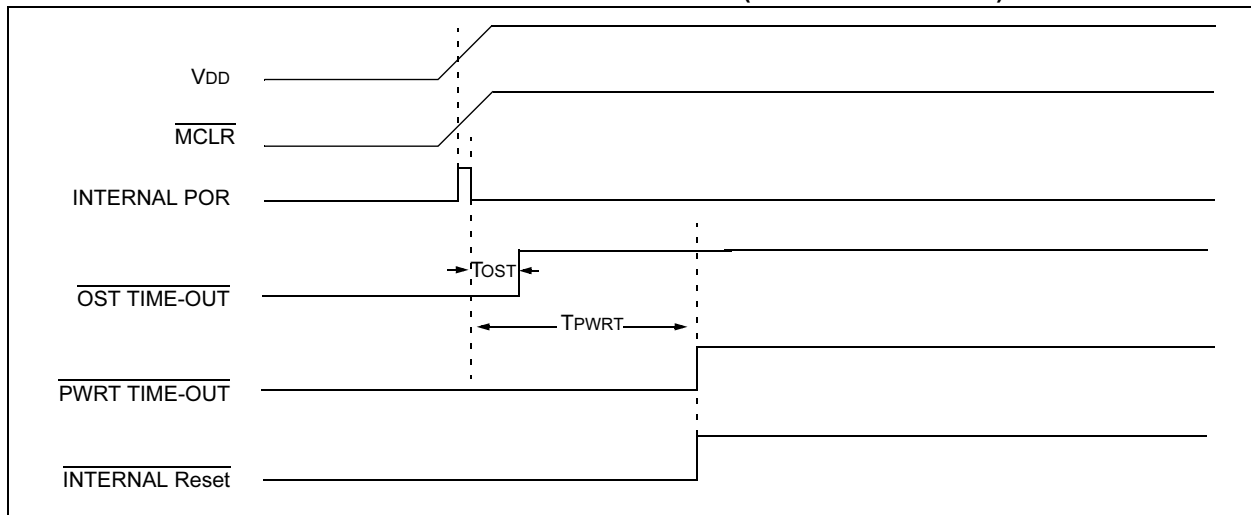 VDD
MCLR
INTERNAL POR
TOST
OST TIME-OUT
TPWRT
PWRT TIME-OUT
INTERNAL Reset